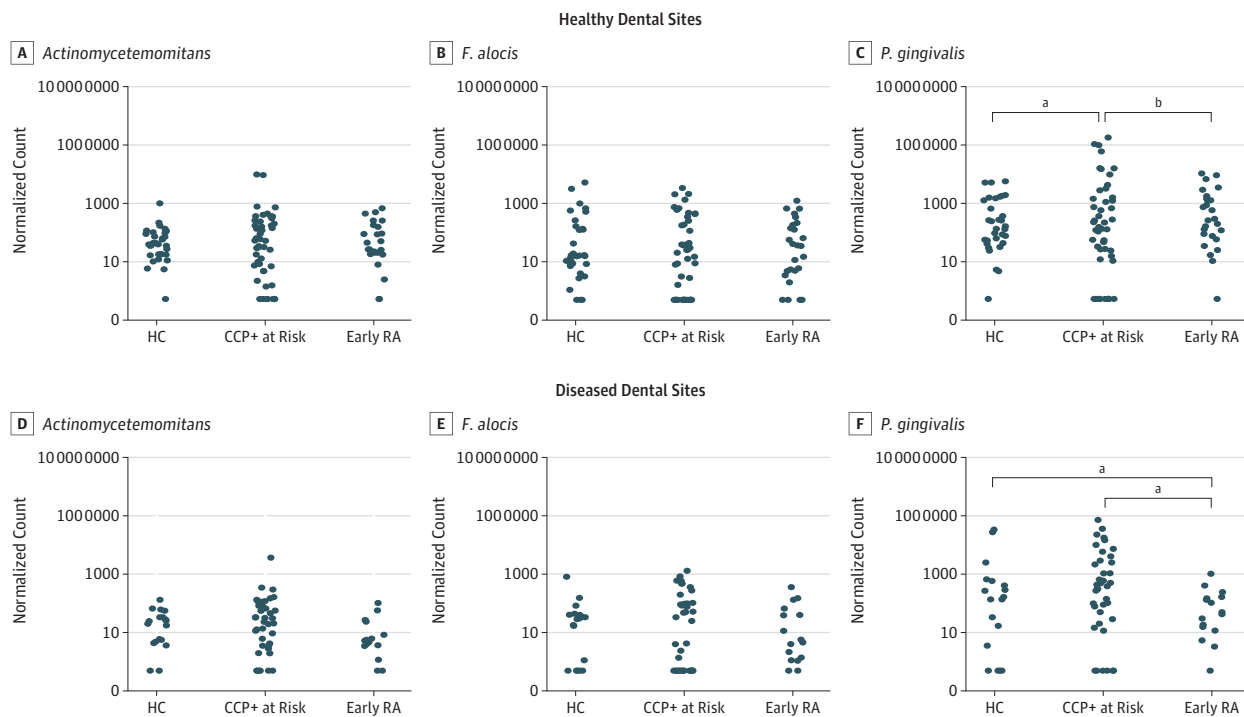 Healthy Dental Sites
A Actinomycetemomitans
B F. alocis
C P. gingivalis
Normalized Count
100000000
1000000
1000
10
0
HC
CCP+ at Risk
Early RA
Normalized Count
100000000
1000000
1000
10
0
HC
CCP+ at Risk
Early RA
Normalized Count
100000000
1000000
1000
10
0
a
b
HC
CCP+ at Risk
Early RA
Diseased Dental Sites
D Actinomycetemomitans
E F. alocis
F P. gingivalis
Normalized Count
100000000
1000000
1000
10
0
HC
CCP+ at Risk
Early RA
Normalized Count
100000000
1000000
1000
10
0
HC
CCP+ at Risk
Early RA
Normalized Count
100000000
1000000
1000
10
0
a
a
HC
CCP+ at Risk
Early RA